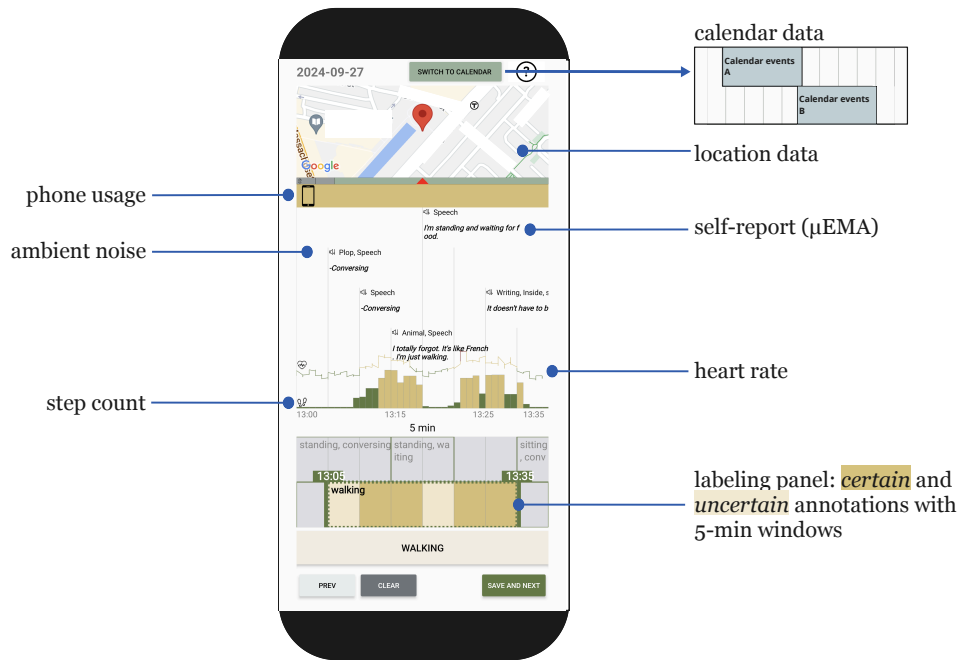 calendar data
Calendar events
A
Calendar events
B
2024-09-27
SWITCH TO CALENDAR
?
location data
Google
phone usage
Speech
I'm standing and waiting for f
ood.
self-report (μEMA)
ambient noise
Plop, Speech
-Conversing
Speech
-Conversing
Writing, Inside, s
It doesn't have to b
Animal, Speech
I totally forgot. It's like French
I'm just walking.
heart rate
step count
13:00
13:15
13:25
13:35
5 min
standing, conversing
standing, wa
iting
sitting
, conv
13:05
13:35
walking
labeling panel: certain and
uncertain annotations with
5-min windows
WALKING
PREV
CLEAR
SAVE AND NEXT